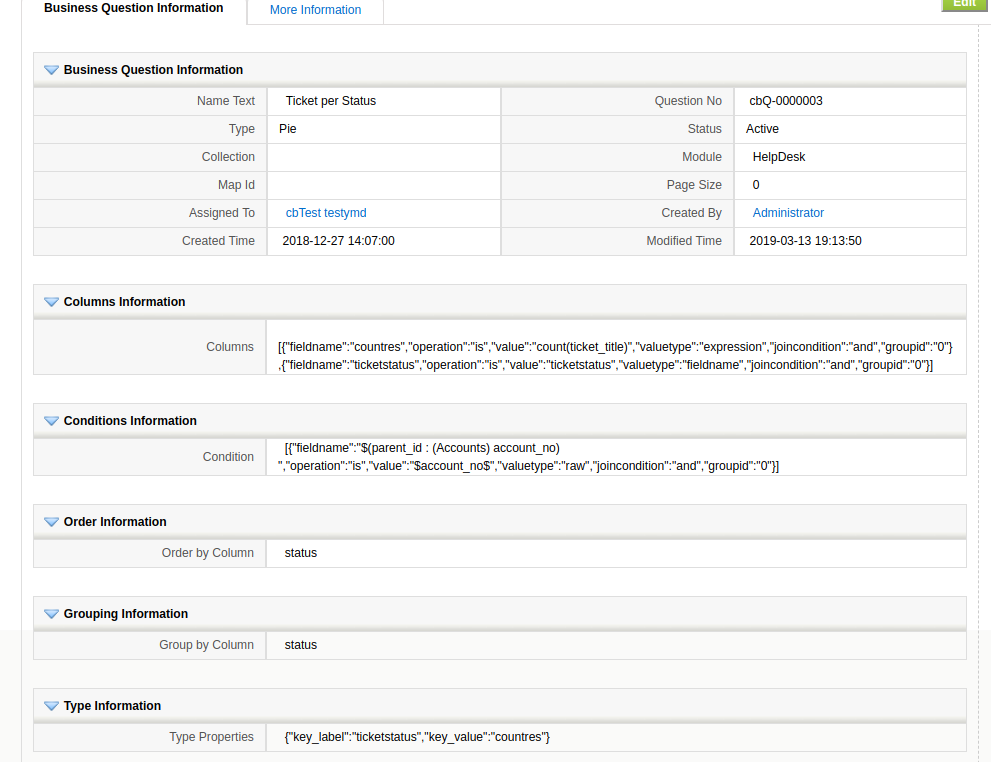 Business Question Information
More Information
Edit
Business Question Information
Name Text Ticket per Status Question No cbQ-0000003
Type Pie Status Active
Collection Module HelpDesk
Map Id Page Size 0
Assigned To cbTest testymd Created By Administrator
Created Time 2018-12-27 14:07:00 Modified Time 2019-03-13 19:13:50
Columns Information
Columns [{"fieldname":"countres","operation":"is","value":"count(ticket_title)","valuetype":"expression","joincondition":"and","groupid":"0"}
,{"fieldname":"ticketstatus","operation":"is","value":"ticketstatus","valuetype":"fieldname","joincondition":"and","groupid":"0"}]
Conditions Information
Condition [{"fieldname":"$(parent_id : (Accounts) account_no)
","operation":"is","value":"$account_no$","valuetype":"raw","joincondition":"and","groupid":"0"}]
Order Information
Order by Column status
Grouping Information
Group by Column status
Type Information
Type Properties {"key_label":"ticketstatus","key_value":"countres"}